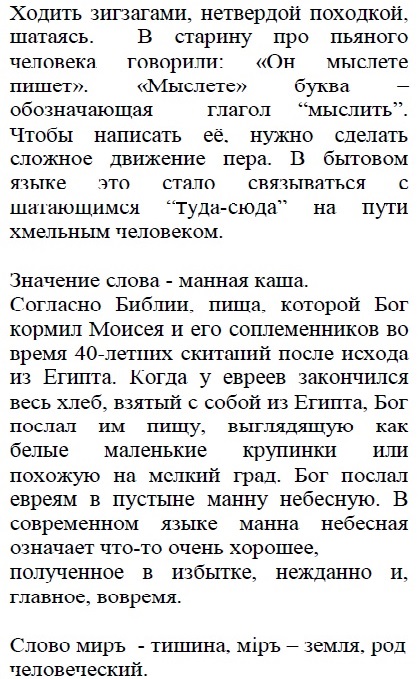 Ходить зигзагами, нетвердой походкой,
шатаясь. В старину про пьяного
человека говорили: «Он мыслете
пишет». «Мыслете» буква –
обозначающая глагол “мыслить”.
Чтобы написать её, нужно сделать
сложное движение пера. В бытовом
языке это стало связываться с
шатающимся “туда-сюда” на пути
хмельным человеком.
Значение слова - манная каша.
Согласно Библии, пища, которой Бог
кормил Моисея и его соплеменников во
время 40-летних скитаний после исхода
из Египта. Когда у евреев закончился
весь хлеб, взятый с собой из Египта, Бог
послал им пищу, выглядящую как
белые маленькие крупинки или
похожую на мелкий град. Бог послал
евреям в пустыне манну небесную. В
современном языке манна небесная
означает что-то очень хорошее,
полученное в избытке, нежданно и,
главное, вовремя.
Слово миръ - тишина, мiръ – земля, род
человеческий.